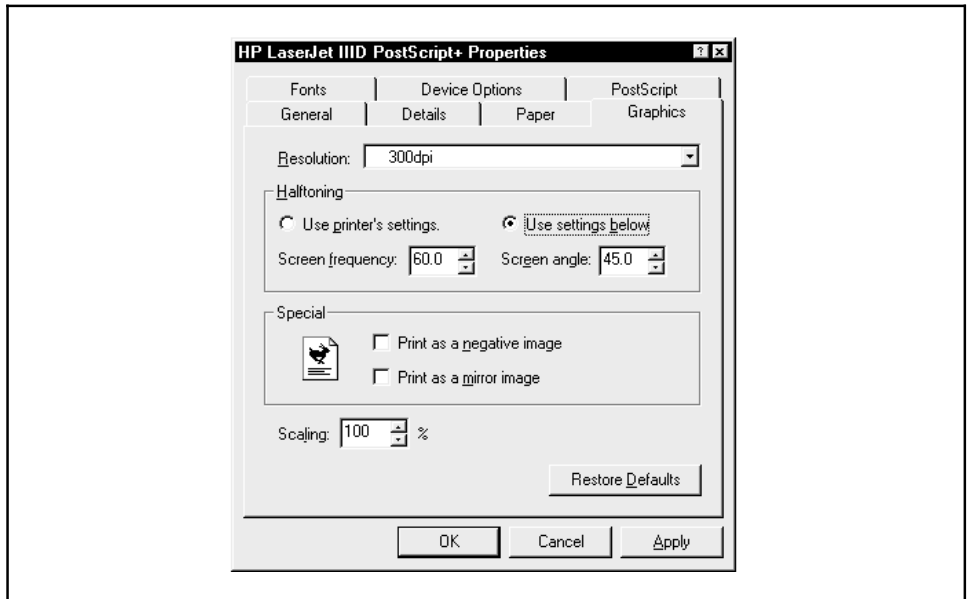 HP LaserJet IIID PostScript+ Properties
Fonts Device Options PostScript
General Details Paper Graphics
Resolution: 300dpi
Halftoning
Use printer's settings. Use settings below
Screen frequency: 60.0 Screen angle: 45.0
Special
Print as a negative image
Print as a mirror image
Scaling: 100 %
Restore Defaults
OK Cancel Apply